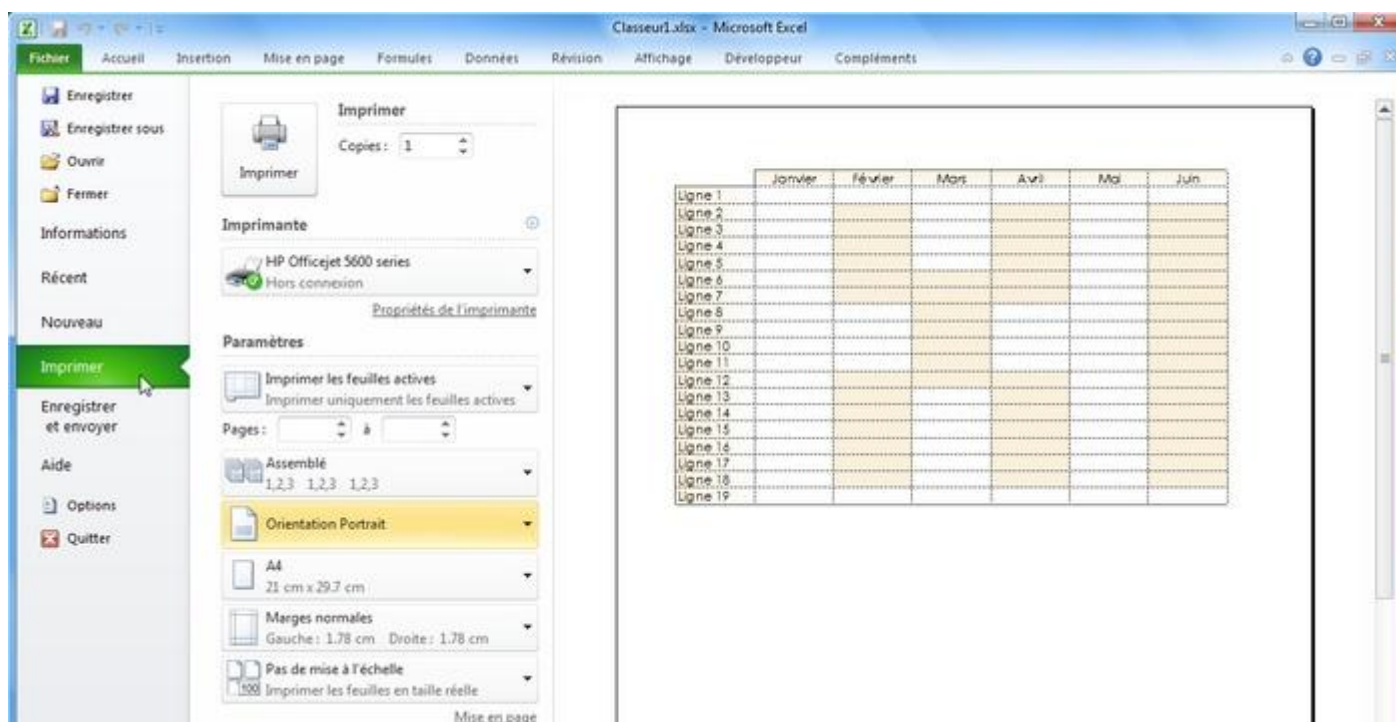 Classeur1.xlsx - Microsoft Excel
Fichier Accueil Insertion Mise en page Formules Données Révision Affichage Développeur Compléments
Enregistrer
Enregistrer sous
Ouvrir
Fermer
Informations
Récent
Nouveau
Imprimer
Enregistrer
et envoyer
Aide
Options
Quitter
Imprimer
Imprimer
Copies : 1
Imprimante
HP Officejet 5600 series
Hors connexion
Propriétés de l'imprimante
Paramètres
Imprimer les feuilles actives
Imprimer uniquement les feuilles actives
Pages : à
Assemblé
1,2,3 1,2,3 1,2,3
Orientation Portrait
A4
21 cm x 29.7 cm
Marges normales
Gauche : 1.78 cm Droite : 1.78 cm
Pas de mise à l'échelle
100 Imprimer les feuilles en taille réelle
Mise en page
Janvier Février Mars Avril Mai Juin
Ligne 1
Ligne 2
Ligne 3
Ligne 4
Ligne 5
Ligne 6
Ligne 7
Ligne 8
Ligne 9
Ligne 10
Ligne 11
Ligne 12
Ligne 13
Ligne 14
Ligne 15
Ligne 16
Ligne 17
Ligne 18
Ligne 19